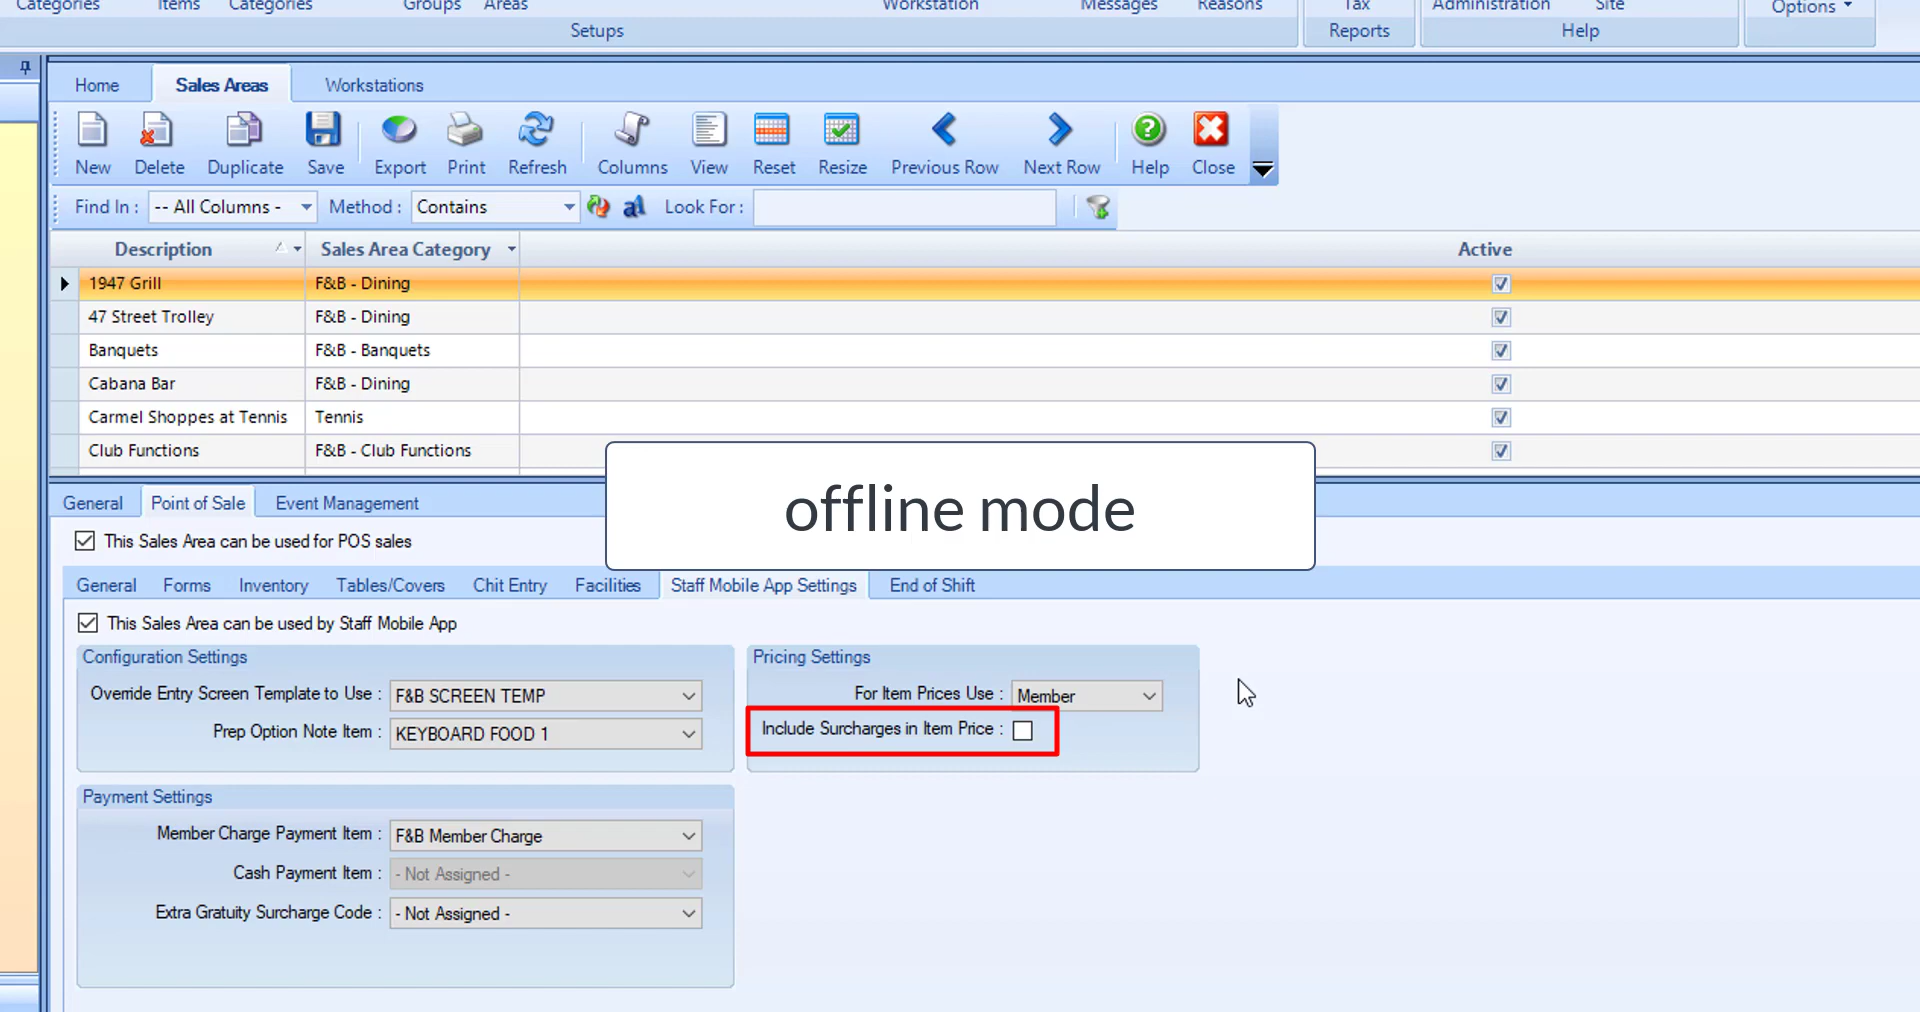 Categories Items Categories Groups Areas Workstation Messages Reasons Tax Administration Site Options
Setups Reports Help
Home Sales Areas Workstations
New Delete Duplicate Save Export Print Refresh Columns View Reset Resize Previous Row Next Row Help Close
Find In : -- All Columns - Method : Contains Look For :
Description Sales Area Category Active
1947 Grill F&B - Dining
47 Street Trolley F&B - Dining
Banquets F&B - Banquets
Cabana Bar F&B - Dining
Carmel Shoppes at Tennis Tennis
Club Functions F&B - Club Functions
offline mode
General Point of Sale Event Management
This Sales Area can be used for POS sales
General Forms Inventory Tables/Covers Chit Entry Facilities Staff Mobile App Settings End of Shift
This Sales Area can be used by Staff Mobile App
Configuration Settings
Override Entry Screen Template to Use : F&B SCREEN TEMP
Prep Option Note Item : KEYBOARD FOOD 1
Pricing Settings
For Item Prices Use : Member
Include Surcharges in Item Price :
Payment Settings
Member Charge Payment Item : F&B Member Charge
Cash Payment Item : - Not Assigned -
Extra Gratuity Surcharge Code : - Not Assigned -